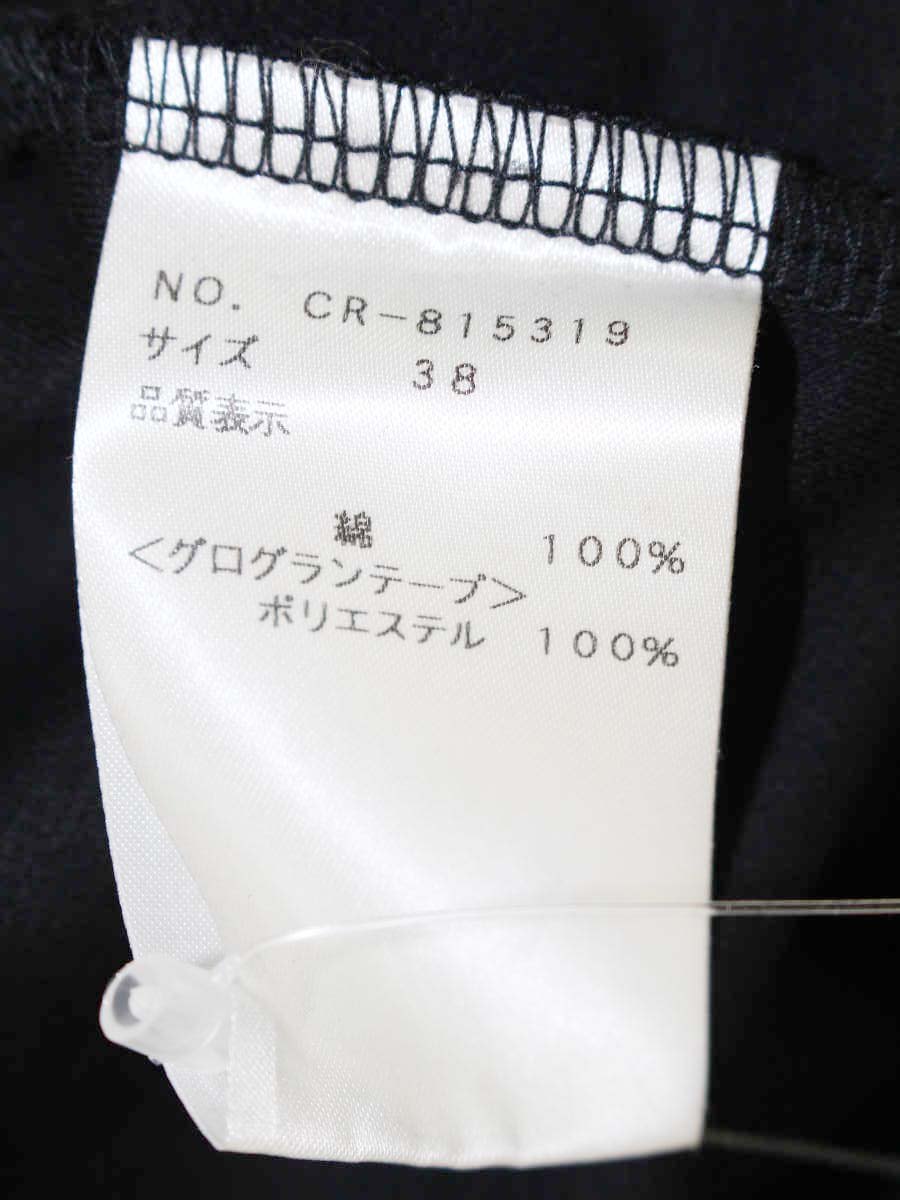 NO. CR-815319
サイズ 38
品質表示
綿 100%
<グログランテープ>
ポリエステル 100%